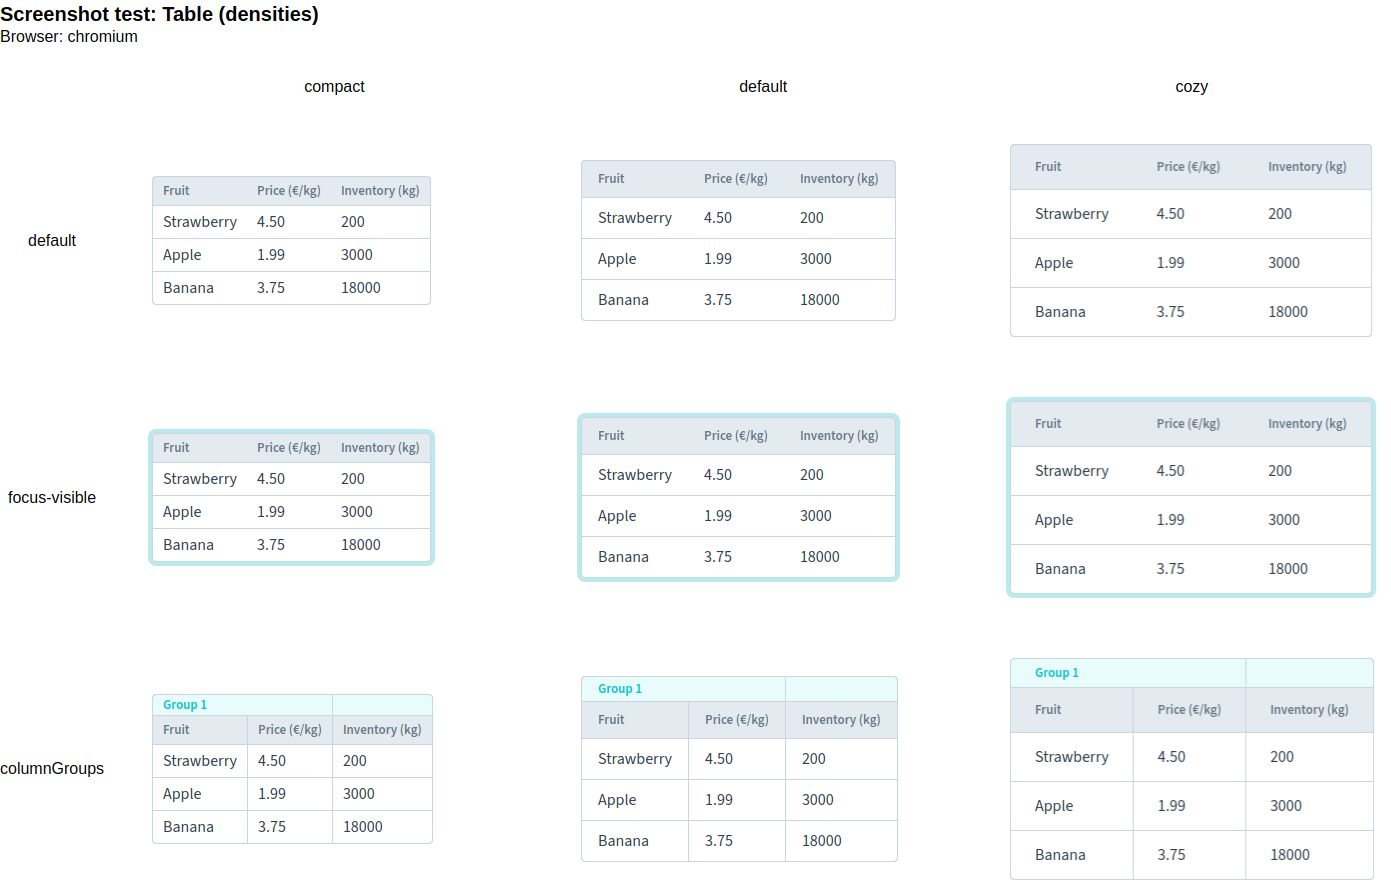 Screenshot test: Table (densities)
Browser: chromium
compact default cozy
default
Fruit Price (€/kg) Inventory (kg)
Strawberry 4.50 200
Apple 1.99 3000
Banana 3.75 18000
Fruit Price (€/kg) Inventory (kg)
Strawberry 4.50 200
Apple 1.99 3000
Banana 3.75 18000
Fruit Price (€/kg) Inventory (kg)
Strawberry 4.50 200
Apple 1.99 3000
Banana 3.75 18000
focus-visible
Fruit Price (€/kg) Inventory (kg)
Strawberry 4.50 200
Apple 1.99 3000
Banana 3.75 18000
Fruit Price (€/kg) Inventory (kg)
Strawberry 4.50 200
Apple 1.99 3000
Banana 3.75 18000
Fruit Price (€/kg) Inventory (kg)
Strawberry 4.50 200
Apple 1.99 3000
Banana 3.75 18000
columnGroups
Group 1
Fruit Price (€/kg) Inventory (kg)
Strawberry 4.50 200
Apple 1.99 3000
Banana 3.75 18000
Group 1
Fruit Price (€/kg) Inventory (kg)
Strawberry 4.50 200
Apple 1.99 3000
Banana 3.75 18000
Group 1
Fruit Price (€/kg) Inventory (kg)
Strawberry 4.50 200
Apple 1.99 3000
Banana 3.75 18000